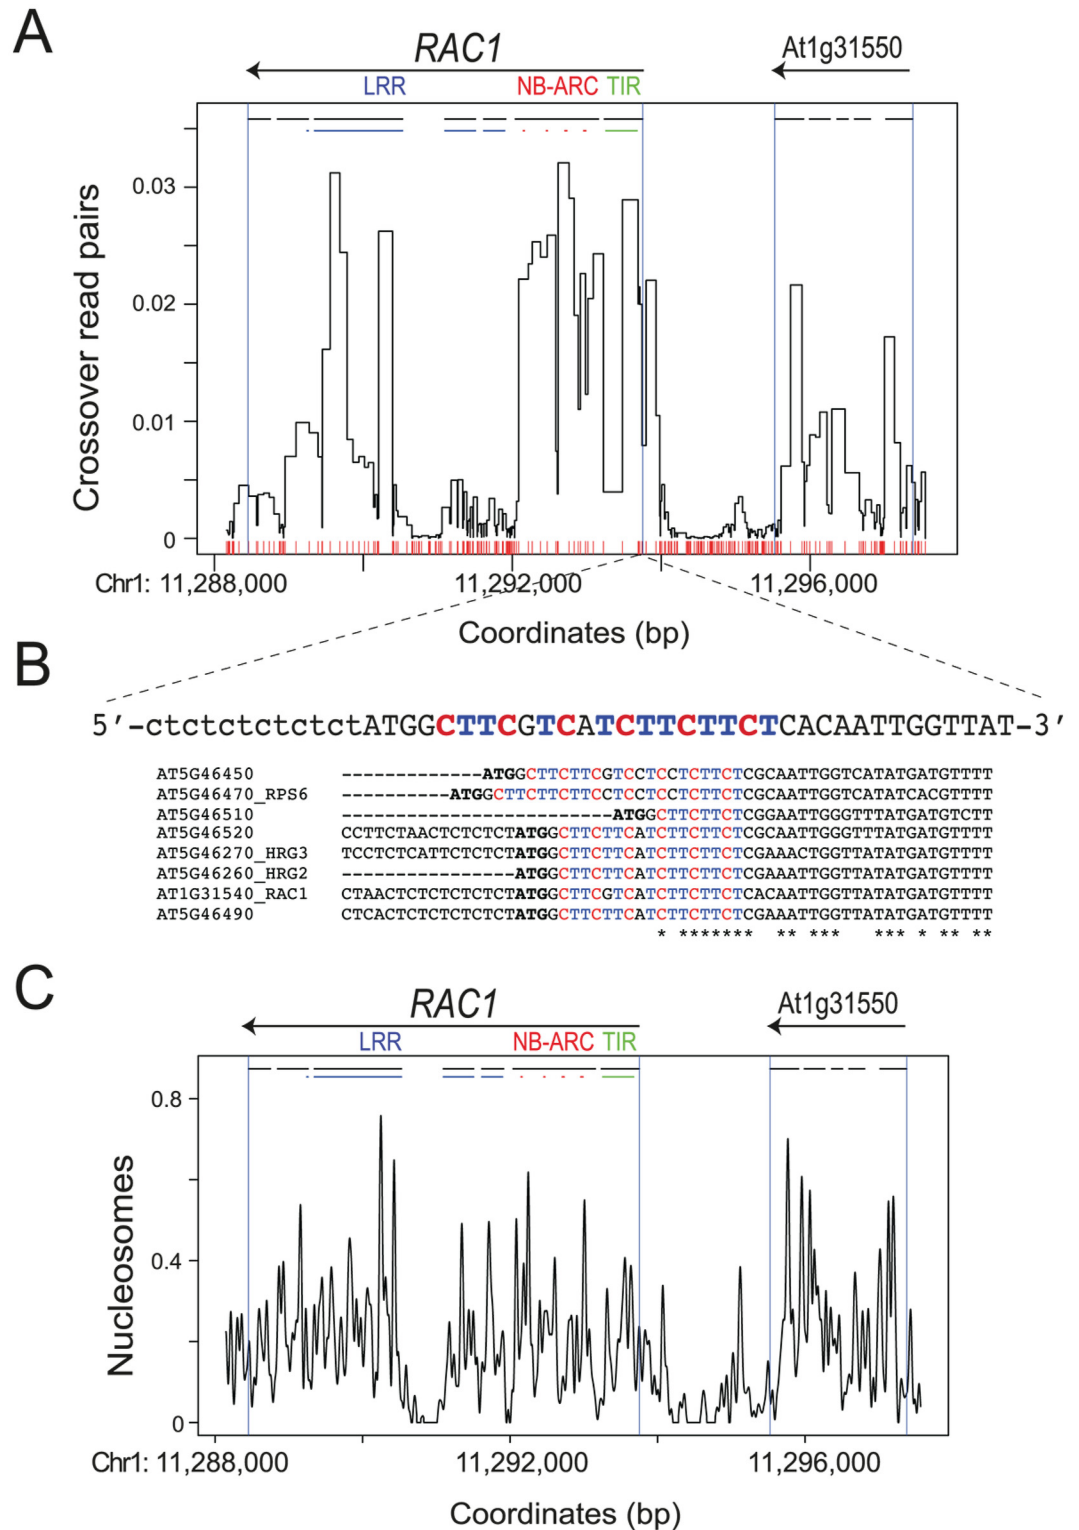 A
RAC1
At1g31550
LRR
NB-ARC
TIR
Crossover read pairs
0.03
0.02
0.01
0
Chr1: 11,288,000
11,292,000
11,296,000
Coordinates (bp)
B
5′-ctctctctctctATGGCTTCGTCATCTTCTTCTCACAATTGGTTAT-3′
AT5G46450 -------------ATGGCTTCTTCGTCCTCCTCTTCTCGCAATTGGTCATATGATGTTTT
AT5G46470_RPS6 ----------ATGGCTTCTTCTTCCTCCTCCTCTTCTCGCAATTGGTCATATCACGTTTT
AT5G46510 -------------------------ATGGCTTCTTCTCGCAATTGGGTTTATGATGTCTT
AT5G46520 CCTTCTAACTCTCTCTATGGCTTCTTCATCTTCTTCTCGCAATTGGGTTTATGATGTTTT
AT5G46270_HRG3 TCCTCTCATTCTCTCTATGGCTTCTTCATCTTCTTCTCGAAACTGGTTATATGATGTTTT
AT5G46260_HRG2 ----------------ATGGCTTCTTCATCTTCTTCTCGAAATTGGTTATATGATGTTTT
AT1G31540_RAC1 CTAACTCTCTCTCTCTATGGCTTCGTCATCTTCTTCTCACAATTGGTTATATGATGTTTT
AT5G46490 CTCACTCTCTCTCTCTATGGCTTCTTCATCTTCTTCTCGAAATTGGTTATATGATGTTTT
* ******* ** *** *** * ** **
C
RAC1
At1g31550
LRR
NB-ARC
TIR
Nucleosomes
0.8
0.4
0
Chr1: 11,288,000
11,292,000
11,296,000
Coordinates (bp)